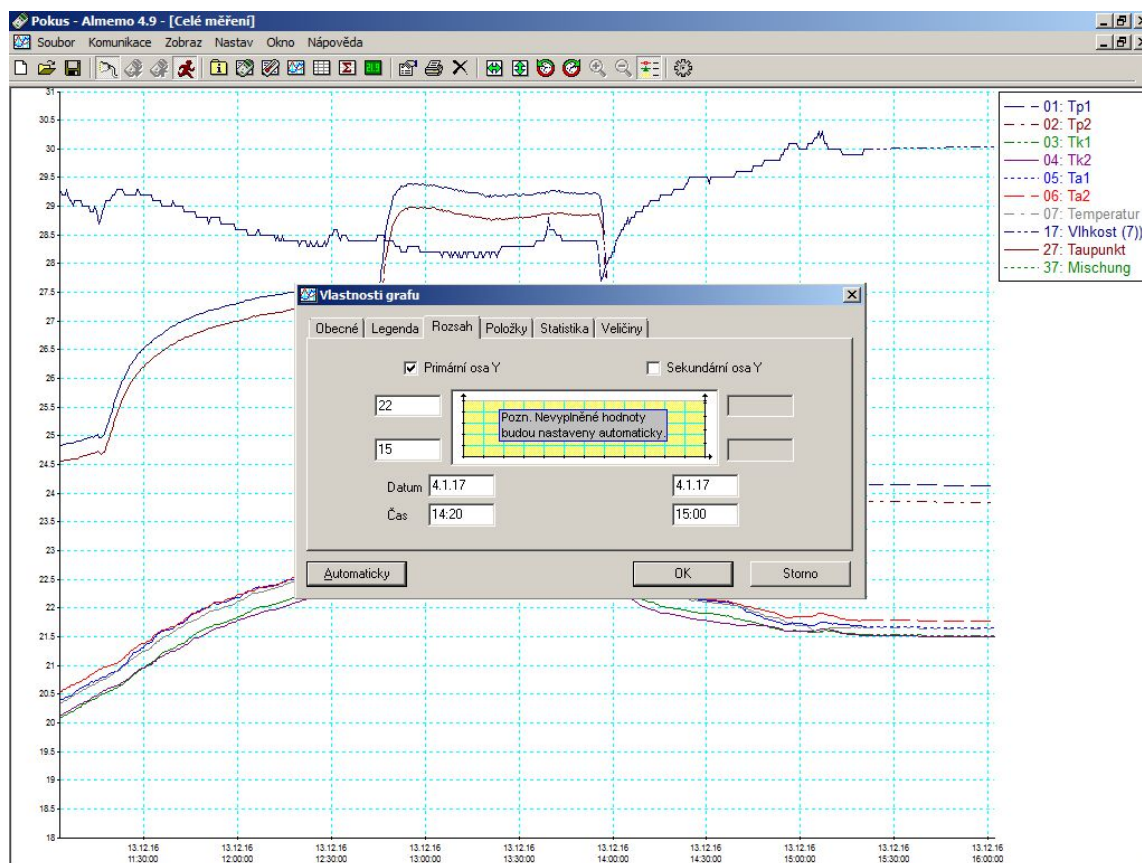 Pokus - Almemo 4.9 - [Celé měření]
Soubor Komunikace Zobraz Nastav Okno Nápověda
31
30.5
30
29.5
29
28.5
28
27.5
27
26.5
26
25.5
25
24.5
24
23.5
23
22.5
22
21.5
21
20.5
20
19.5
19
18.5
18
01: Tp1
02: Tp2
03: Tk1
04: Tk2
05: Ta1
06: Ta2
07: Temperatur
17: Vlhkost (7))
27: Taupunkt
37: Mischung
Vlastnosti grafu
Obecné Legenda Rozsah Položky Statistika Veličiny
Primární osa Y Sekundární osa Y
22
Pozn. Nevyplněné hodnoty
budou nastaveny automaticky.
15
Datum 4.1.17 4.1.17
Čas 14:20 15:00
Automaticky OK Storno
13.12.16 13.12.16 13.12.16 13.12.16 13.12.16 13.12.16 13.12.16 13.12.16 13.12.16 13.12.16
11:30:00 12:00:00 12:30:00 13:00:00 13:30:00 14:00:00 14:30:00 15:00:00 15:30:00 16:00:00